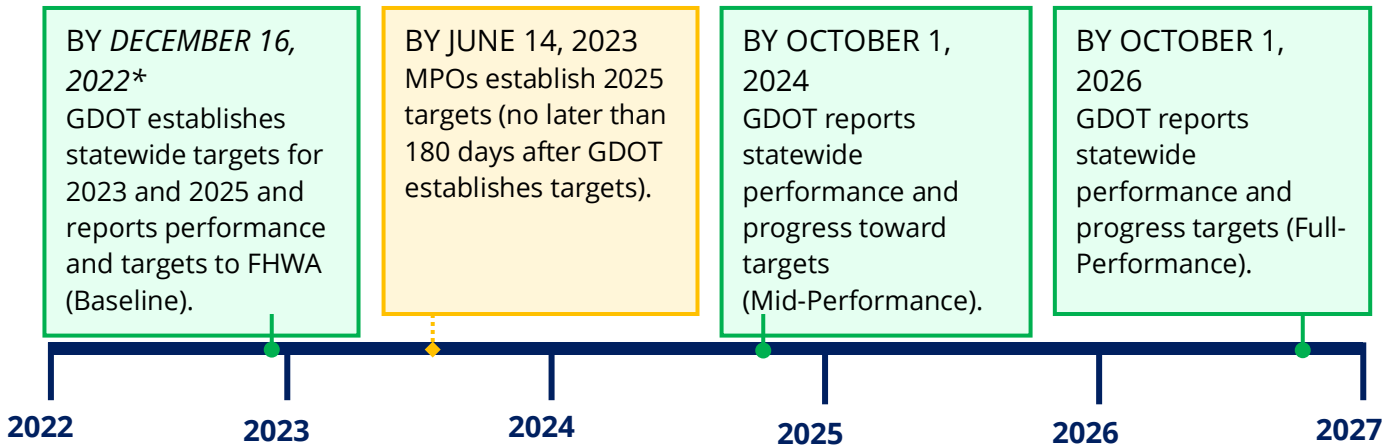 BY DECEMBER 16,
2022*
GDOT establishes
statewide targets for
2023 and 2025 and
reports performance
and targets to FHWA
(Baseline).
BY JUNE 14, 2023
MPOs establish 2025
targets (no later than
180 days after GDOT
establishes targets).
BY OCTOBER 1,
2024
GDOT reports
statewide
performance and
progress toward
targets
(Mid-Performance).
BY OCTOBER 1,
2026
GDOT reports
statewide
performance and
progress targets (Full-
Performance).
2022
2023
2024
2025
2026
2027